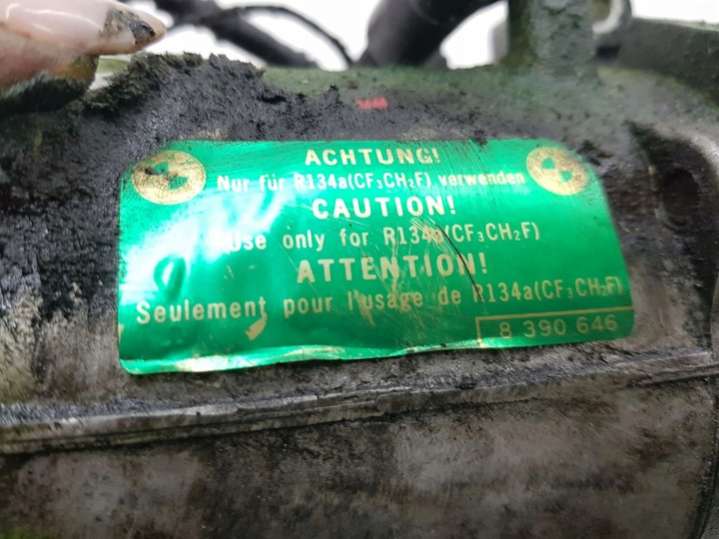 ACHTUNG!
Nur für R134a(CF₃CH₂F) verwenden
CAUTION!
Use only for R134a(CF₃CH₂F)
ATTENTION!
Seulement pour l'usage de R134a(CF₃CH₂F)
8 390 646